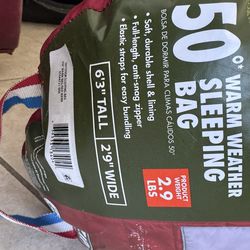 50°
WARM WEATHER
SLEEPING
BAG
BOLSA DE DORMIR PARA CLIMAS CÁLIDOS 50°
• Soft, durable shell & lining
• Full-length, anti-snag zipper
• Elastic straps for easy bundling
6'3" TALL
2'9" WIDE
PRODUCT
WEIGHT
2.9
LBS